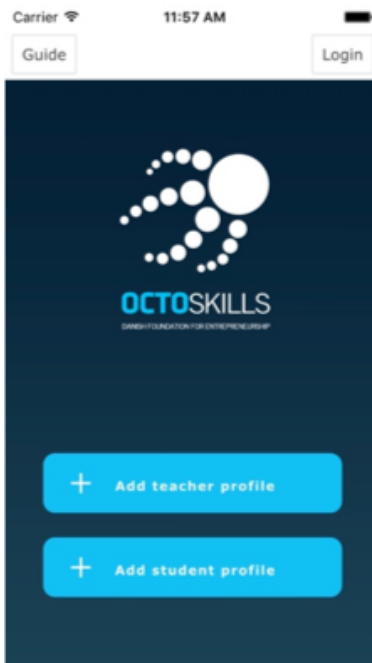 Carrier 11:57 AM
Guide Login
OCTOSKILLS
DANISH FOUNDATION FOR ENTREPRENEURSHIP
+ Add teacher profile
+ Add student profile